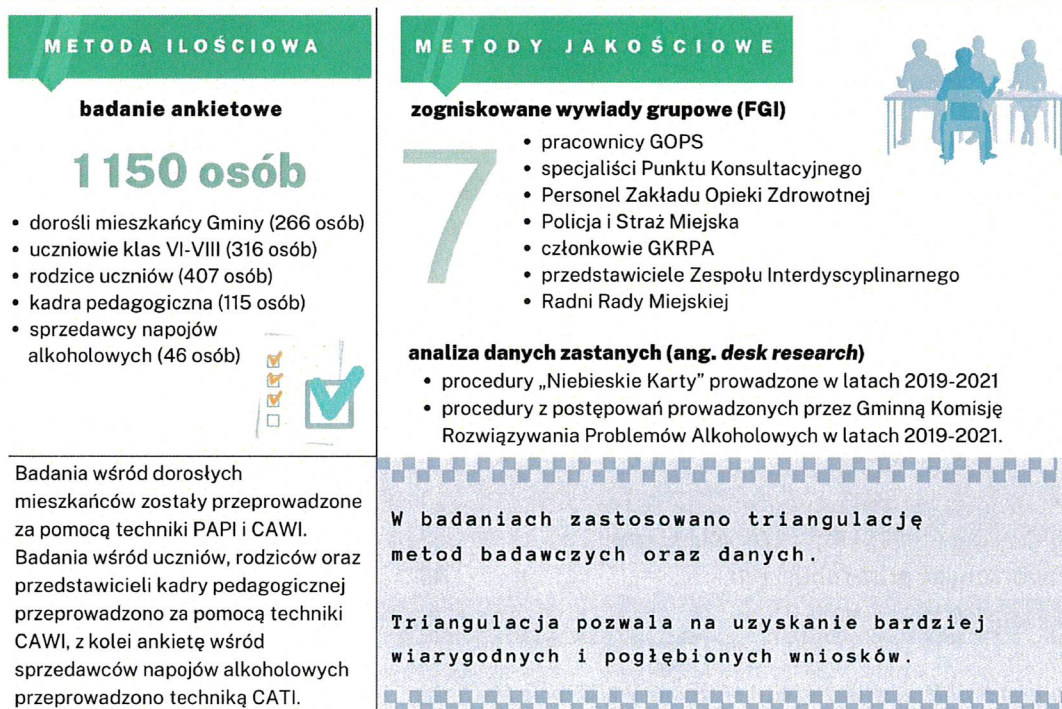 METODA ILOŚCIOWA
badanie ankietowe
1150 osób
• dorośli mieszkańcy Gminy (266 osób)
• uczniowie klas VI-VIII (316 osób)
• rodzice uczniów (407 osób)
• kadra pedagogiczna (115 osób)
• sprzedawcy napojów
alkoholowych (46 osób)
Badania wśród dorosłych
mieszkańców zostały przeprowadzone
za pomocą techniki PAPI i CAWI.
Badania wśród uczniów, rodziców oraz
przedstawicieli kadry pedagogicznej
przeprowadzono za pomocą techniki
CAWI, z kolei ankietę wśród
sprzedawców napojów alkoholowych
przeprowadzono techniką CATI.
METODY JAKOŚCIOWE
zogniskowane wywiady grupowe (FGI)
7
• pracownicy GOPS
• specjaliści Punktu Konsultacyjnego
• Personel Zakładu Opieki Zdrowotnej
• Policja i Straż Miejska
• członkowie GKRPA
• przedstawiciele Zespołu Interdyscyplinarnego
• Radni Rady Miejskiej
analiza danych zastanych (ang. desk research)
• procedury „Niebieskie Karty” prowadzone w latach 2019-2021
• procedury z postępowań prowadzonych przez Gminną Komisję
Rozwiązywania Problemów Alkoholowych w latach 2019-2021.
W badaniach zastosowano triangulację
metod badawczych oraz danych.
Triangulacja pozwala na uzyskanie bardziej
wiarygodnych i pogłębionych wniosków.